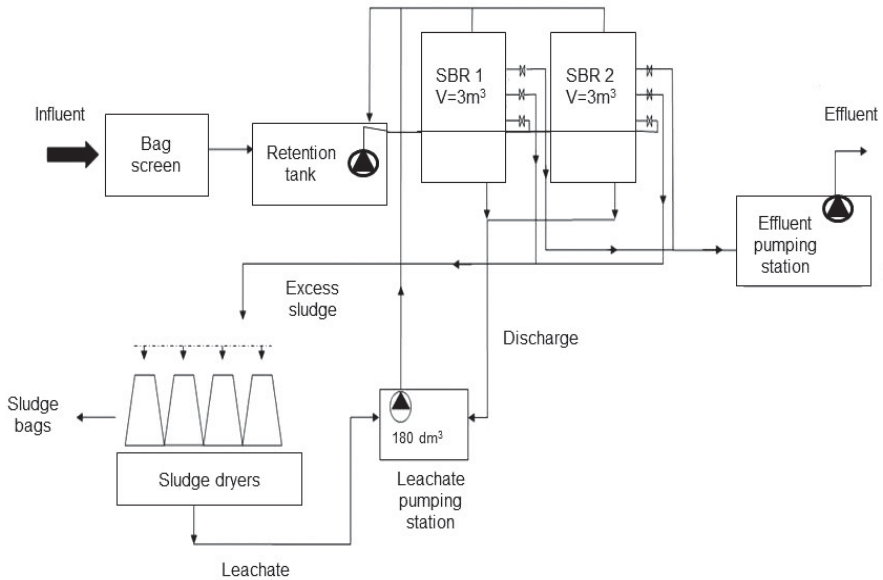 Influent
Bag
screen
Retention
tank
SBR 1
V=3m³
SBR 2
V=3m³
Effluent
Effluent
pumping
station
Excess
sludge
Discharge
Sludge
bags
180 dm³
Sludge dryers
Leachate
pumping
station
Leachate